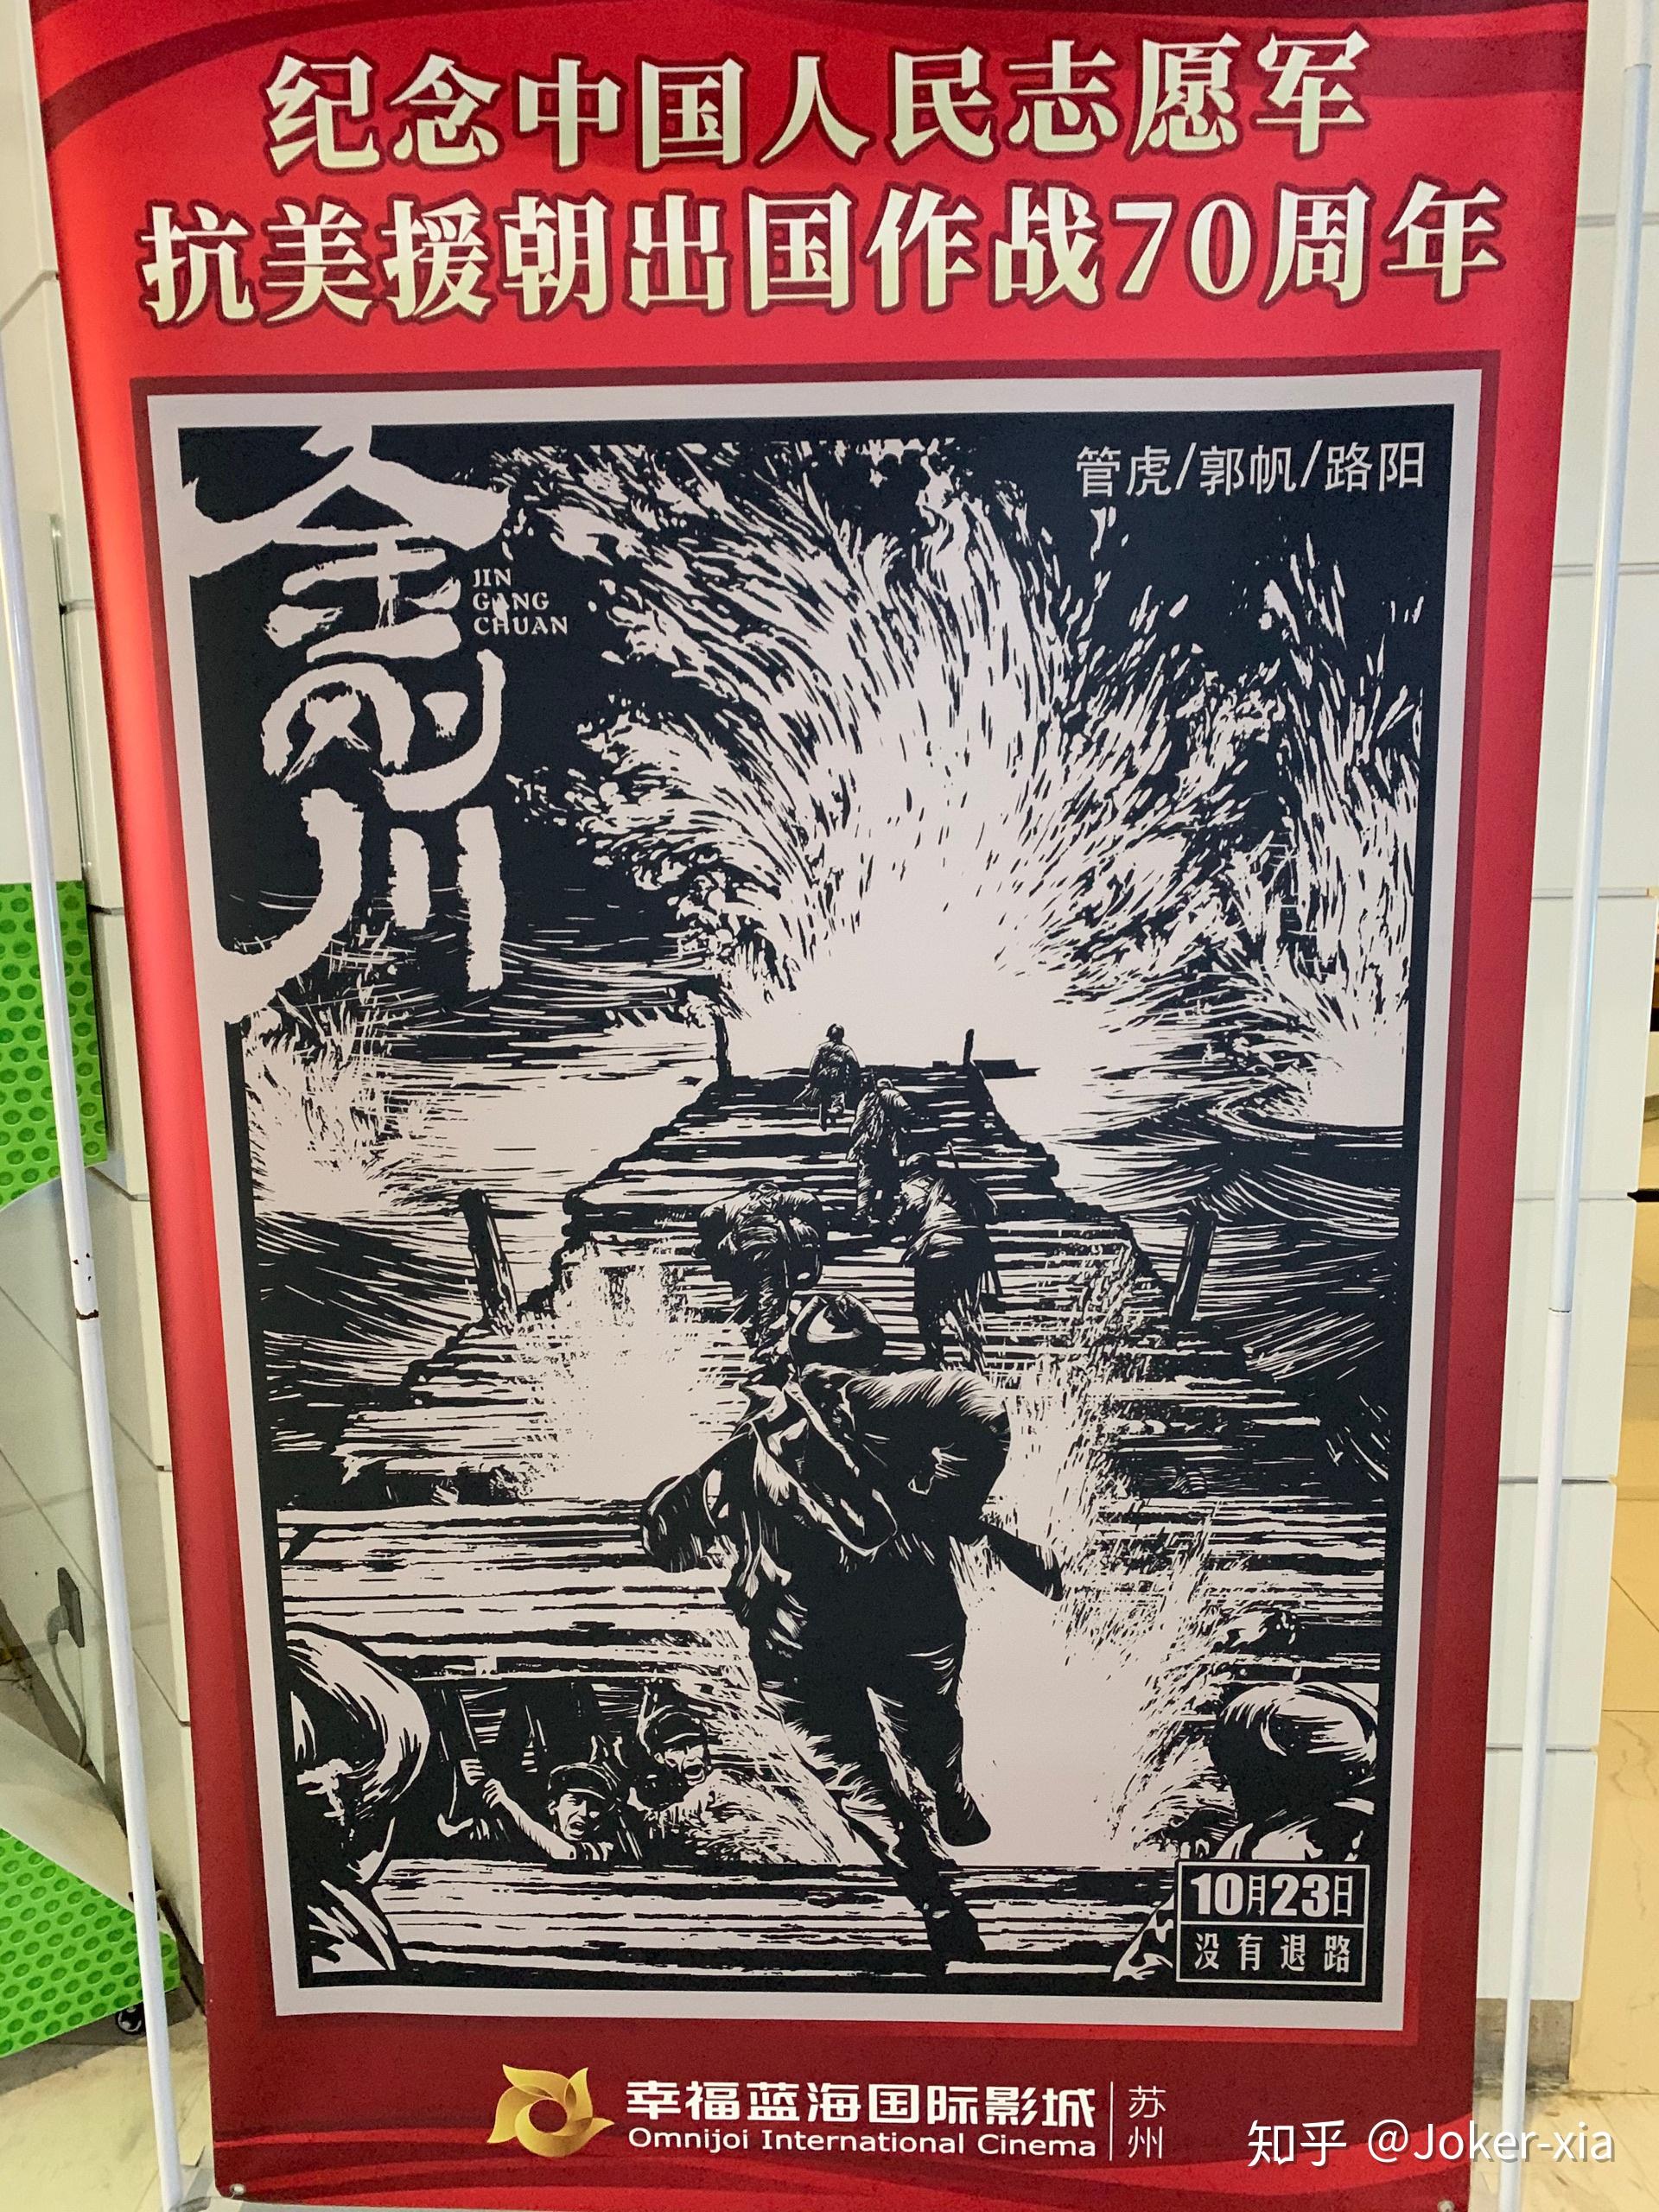 纪念中国人民志愿军
抗美援朝出国作战70周年
管虎/郭帆/路阳
金刚川
JIN
GANG
CHUAN
10月23日
没有退路
幸福蓝海国际影城
Omnijoi International Cinema
苏州
知乎 @Joker-xia